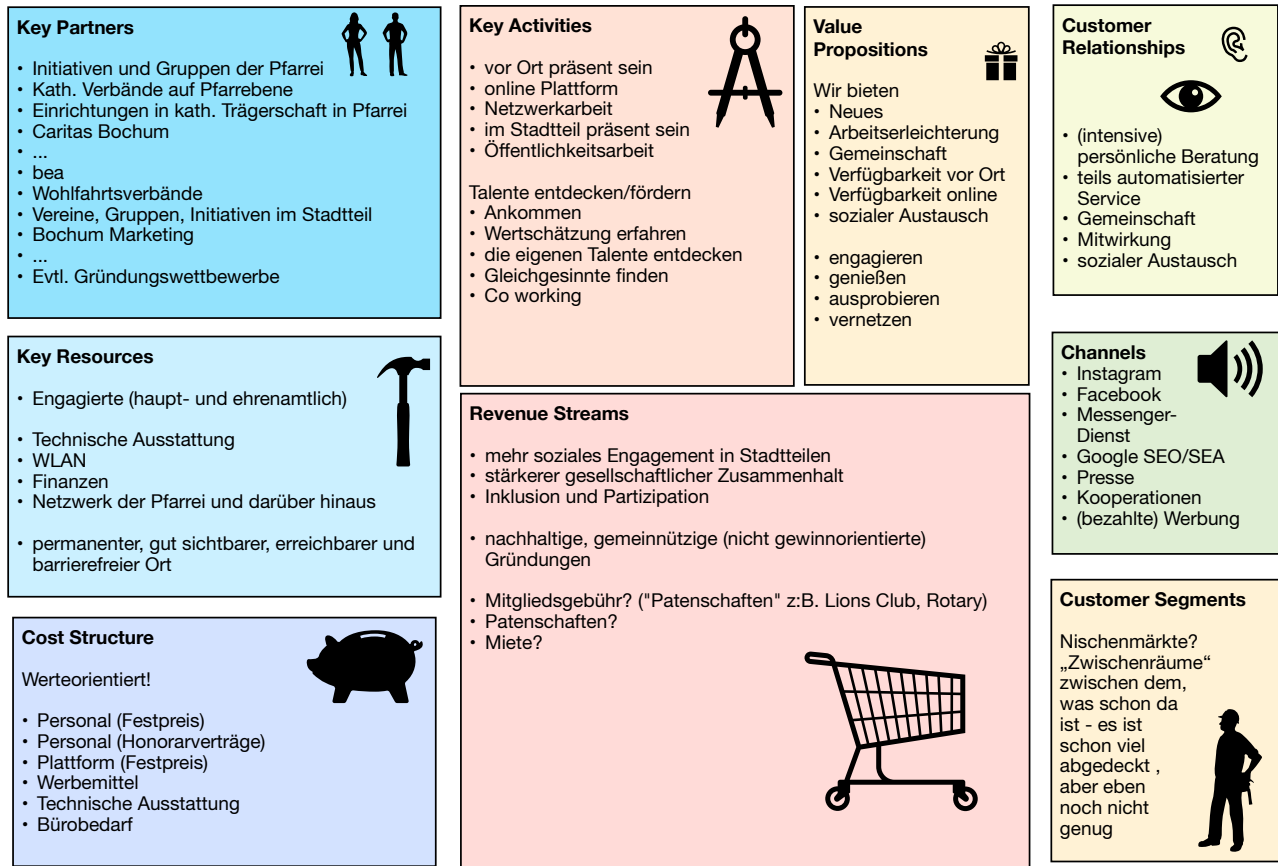 Key Partners
• Initiativen und Gruppen der Pfarrei
• Kath. Verbände auf Pfarrebene
• Einrichtungen in kath. Trägerschaft in Pfarrei
• Caritas Bochum
• ...
• bea
• Wohlfahrtsverbände
• Vereine, Gruppen, Initiativen im Stadtteil
• Bochum Marketing
• ...
• Evtl. Gründungswettbewerbe
Key Activities
• vor Ort präsent sein
• online Plattform
• Netzwerkarbeit
• im Stadtteil präsent sein
• Öffentlichkeitsarbeit
Talente entdecken/fördern
• Ankommen
• Wertschätzung erfahren
• die eigenen Talente entdecken
• Gleichgesinnte finden
• Co working
Value
Propositions
Wir bieten
• Neues
• Arbeitserleichterung
• Gemeinschaft
• Verfügbarkeit vor Ort
• Verfügbarkeit online
• sozialer Austausch
• engagieren
• genießen
• ausprobieren
• vernetzen
Customer
Relationships
• (intensive)
persönliche Beratung
• teils automatisierter
Service
• Gemeinschaft
• Mitwirkung
• sozialer Austausch
Key Resources
• Engagierte (haupt- und ehrenamtlich)
• Technische Ausstattung
• WLAN
• Finanzen
• Netzwerk der Pfarrei und darüber hinaus
• permanenter, gut sichtbarer, erreichbarer und
barrierefreier Ort
Channels
• Instagram
• Facebook
• Messenger-
Dienst
• Google SEO/SEA
• Presse
• Kooperationen
• (bezahlte) Werbung
Revenue Streams
• mehr soziales Engagement in Stadtteilen
• stärkerer gesellschaftlicher Zusammenhalt
• Inklusion und Partizipation
• nachhaltige, gemeinnützige (nicht gewinnorientierte)
Gründungen
• Mitgliedsgebühr? ("Patenschaften" z:B. Lions Club, Rotary)
• Patenschaften?
• Miete?
Cost Structure
Werteorientiert!
• Personal (Festpreis)
• Personal (Honorarverträge)
• Plattform (Festpreis)
• Werbemittel
• Technische Ausstattung
• Bürobedarf
Customer Segments
Nischenmärkte?
„Zwischenräume“
zwischen dem,
was schon da
ist - es ist
schon viel
abgedeckt ,
aber eben
noch nicht
genug